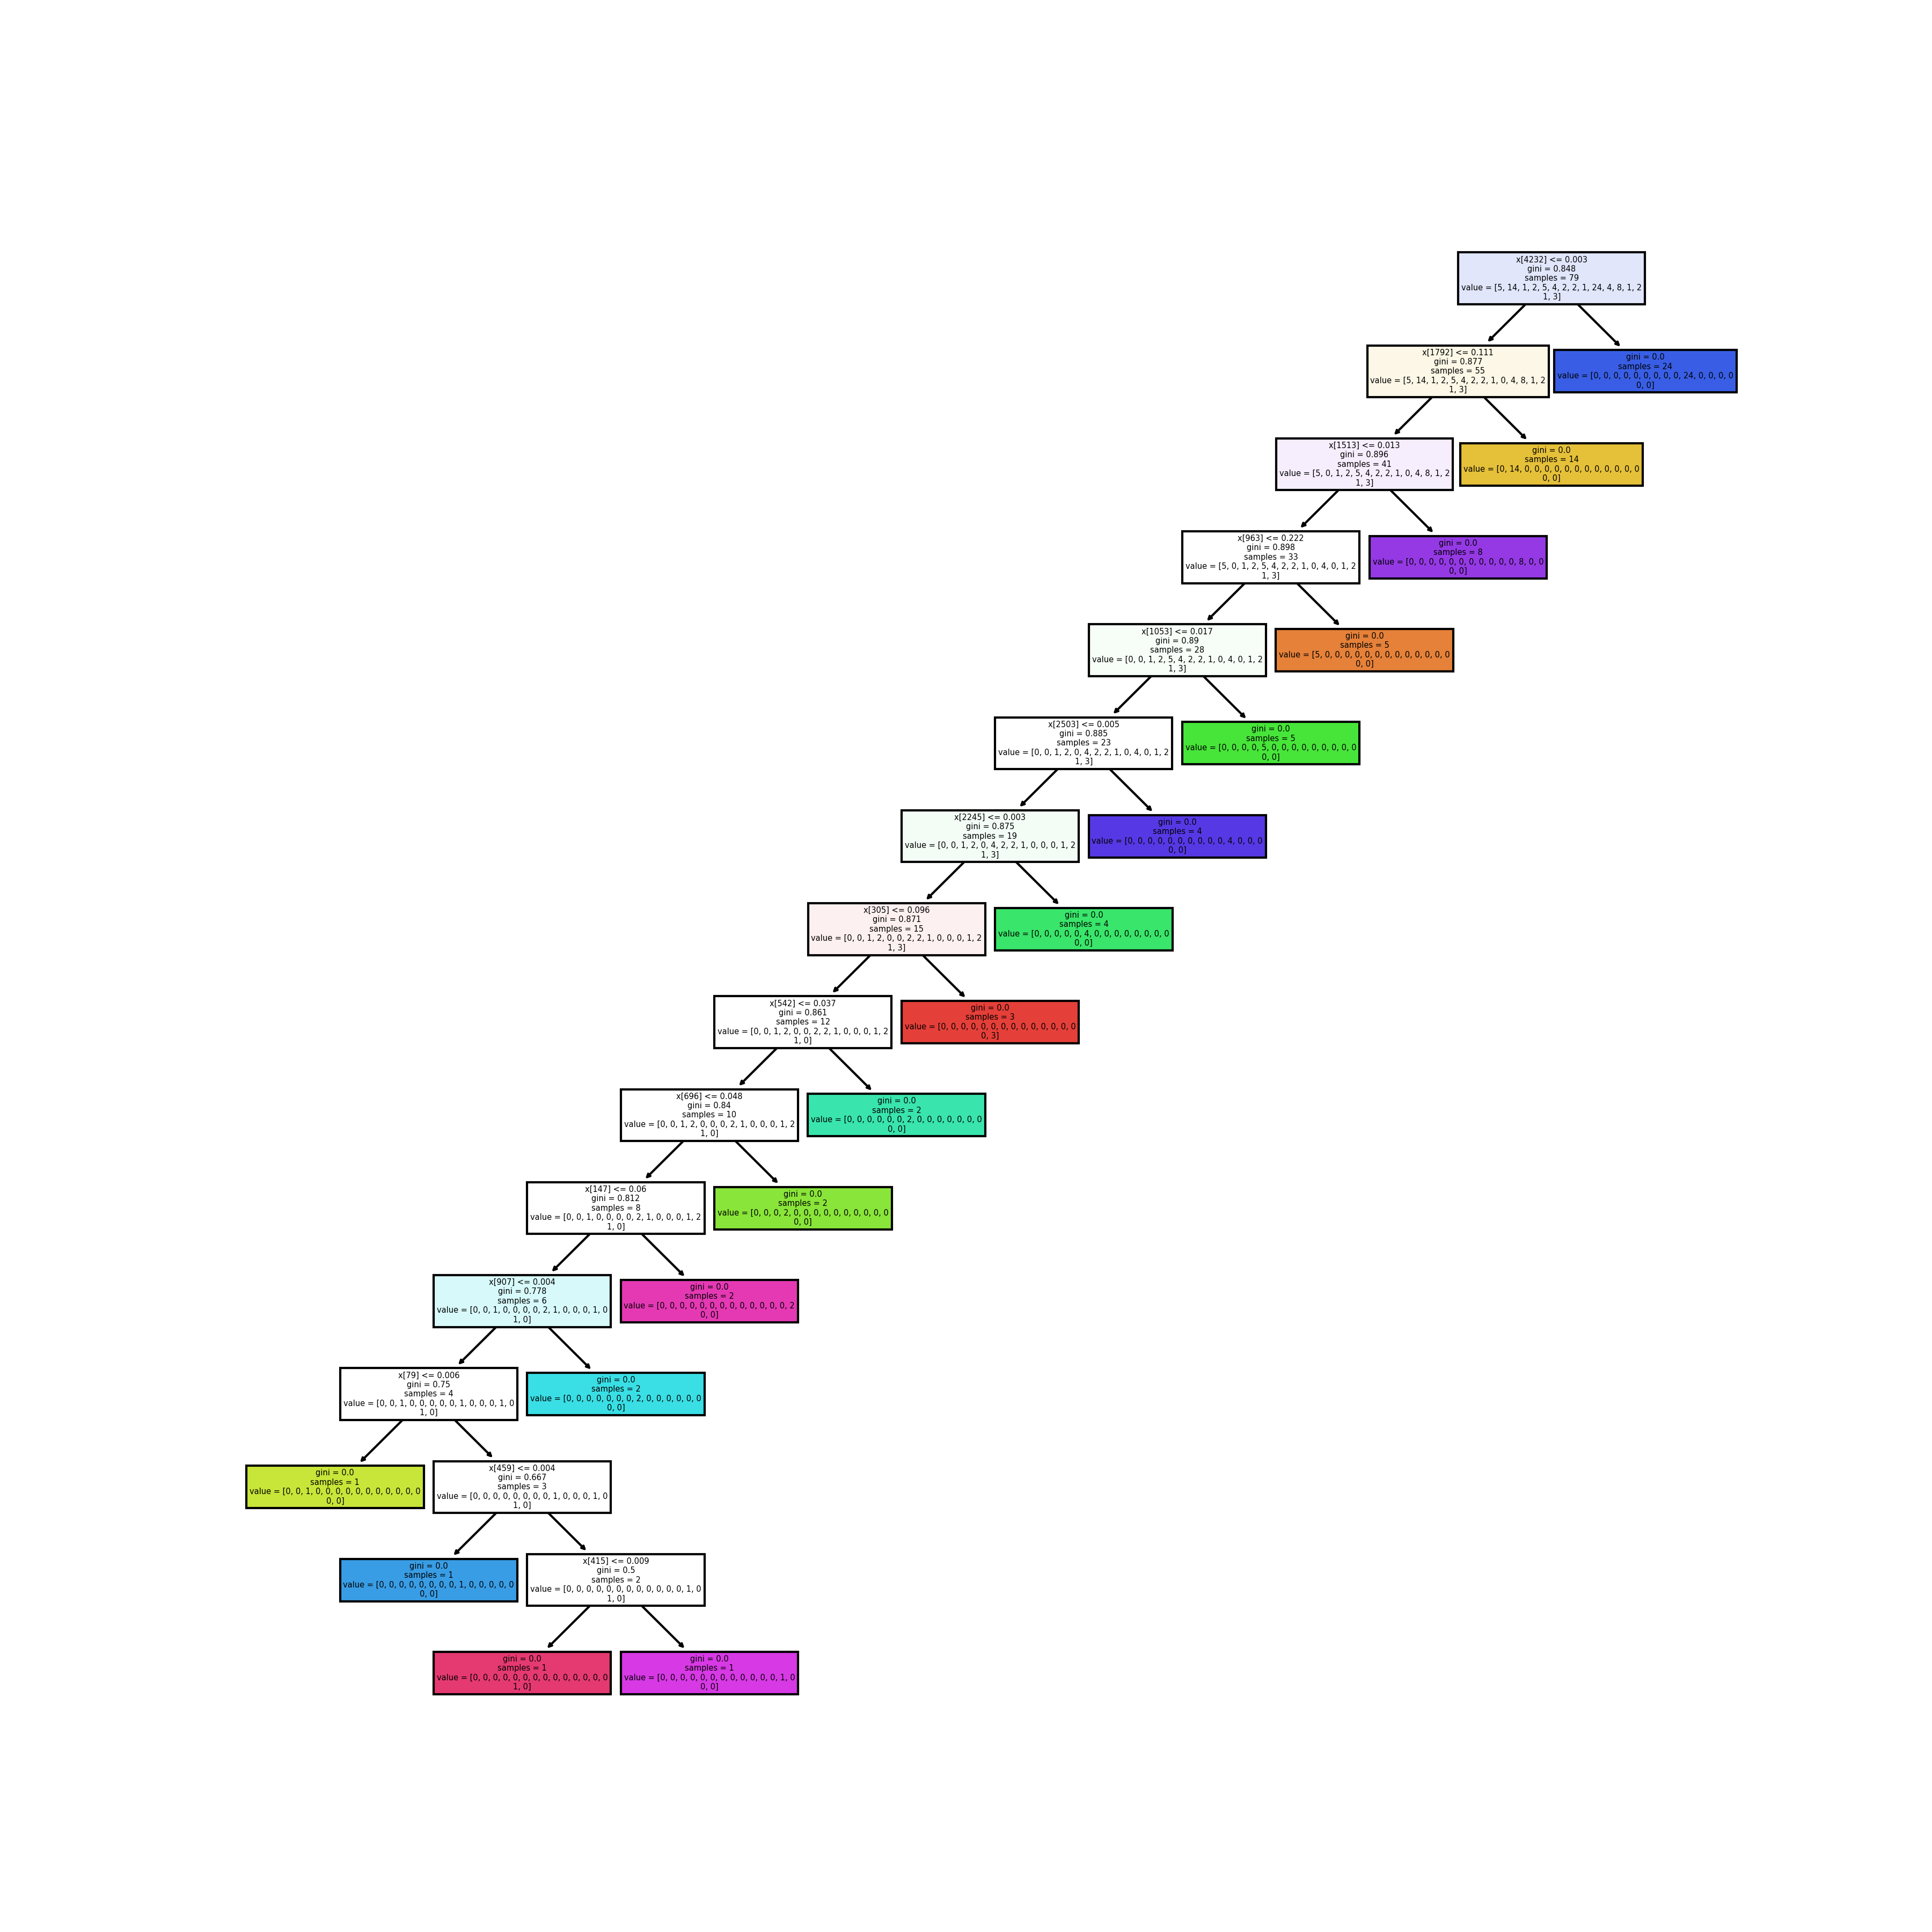 x[4232] <= 0.003
gini = 0.848
samples = 79
value = [5, 14, 1, 2, 5, 4, 2, 2, 1, 24, 4, 8, 1, 2
1, 3]
x[1792] <= 0.111
gini = 0.877
samples = 55
value = [5, 14, 1, 2, 5, 4, 2, 2, 1, 0, 4, 8, 1, 2
1, 3]
gini = 0.0
samples = 24
value = [0, 0, 0, 0, 0, 0, 0, 0, 0, 24, 0, 0, 0, 0
0, 0]
x[1513] <= 0.013
gini = 0.896
samples = 41
value = [5, 0, 1, 2, 5, 4, 2, 2, 1, 0, 4, 8, 1, 2
1, 3]
gini = 0.0
samples = 14
value = [0, 14, 0, 0, 0, 0, 0, 0, 0, 0, 0, 0, 0, 0
0, 0]
x[963] <= 0.222
gini = 0.898
samples = 33
value = [5, 0, 1, 2, 5, 4, 2, 2, 1, 0, 4, 0, 1, 2
1, 3]
gini = 0.0
samples = 8
value = [0, 0, 0, 0, 0, 0, 0, 0, 0, 0, 0, 8, 0, 0
0, 0]
x[1053] <= 0.017
gini = 0.89
samples = 28
value = [0, 0, 1, 2, 5, 4, 2, 2, 1, 0, 4, 0, 1, 2
1, 3]
gini = 0.0
samples = 5
value = [5, 0, 0, 0, 0, 0, 0, 0, 0, 0, 0, 0, 0, 0
0, 0]
x[2503] <= 0.005
gini = 0.885
samples = 23
value = [0, 0, 1, 2, 0, 4, 2, 2, 1, 0, 4, 0, 1, 2
1, 3]
gini = 0.0
samples = 5
value = [0, 0, 0, 0, 5, 0, 0, 0, 0, 0, 0, 0, 0, 0
0, 0]
x[2245] <= 0.003
gini = 0.875
samples = 19
value = [0, 0, 1, 2, 0, 4, 2, 2, 1, 0, 0, 0, 1, 2
1, 3]
gini = 0.0
samples = 4
value = [0, 0, 0, 0, 0, 0, 0, 0, 0, 0, 4, 0, 0, 0
0, 0]
x[305] <= 0.096
gini = 0.871
samples = 15
value = [0, 0, 1, 2, 0, 0, 2, 2, 1, 0, 0, 0, 1, 2
1, 3]
gini = 0.0
samples = 4
value = [0, 0, 0, 0, 0, 4, 0, 0, 0, 0, 0, 0, 0, 0
0, 0]
x[542] <= 0.037
gini = 0.861
samples = 12
value = [0, 0, 1, 2, 0, 0, 2, 2, 1, 0, 0, 0, 1, 2
1, 0]
gini = 0.0
samples = 3
value = [0, 0, 0, 0, 0, 0, 0, 0, 0, 0, 0, 0, 0, 0
0, 3]
x[696] <= 0.048
gini = 0.84
samples = 10
value = [0, 0, 1, 2, 0, 0, 0, 2, 1, 0, 0, 0, 1, 2
1, 0]
gini = 0.0
samples = 2
value = [0, 0, 0, 0, 0, 0, 2, 0, 0, 0, 0, 0, 0, 0
0, 0]
x[147] <= 0.06
gini = 0.812
samples = 8
value = [0, 0, 1, 0, 0, 0, 0, 2, 1, 0, 0, 0, 1, 2
1, 0]
gini = 0.0
samples = 2
value = [0, 0, 0, 2, 0, 0, 0, 0, 0, 0, 0, 0, 0, 0
0, 0]
x[907] <= 0.004
gini = 0.778
samples = 6
value = [0, 0, 1, 0, 0, 0, 0, 2, 1, 0, 0, 0, 1, 0
1, 0]
gini = 0.0
samples = 2
value = [0, 0, 0, 0, 0, 0, 0, 0, 0, 0, 0, 0, 0, 2
0, 0]
x[79] <= 0.006
gini = 0.75
samples = 4
value = [0, 0, 1, 0, 0, 0, 0, 0, 1, 0, 0, 0, 1, 0
1, 0]
gini = 0.0
samples = 2
value = [0, 0, 0, 0, 0, 0, 0, 2, 0, 0, 0, 0, 0, 0
0, 0]
gini = 0.0
samples = 1
value = [0, 0, 1, 0, 0, 0, 0, 0, 0, 0, 0, 0, 0, 0
0, 0]
x[459] <= 0.004
gini = 0.667
samples = 3
value = [0, 0, 0, 0, 0, 0, 0, 0, 1, 0, 0, 0, 1, 0
1, 0]
gini = 0.0
samples = 1
value = [0, 0, 0, 0, 0, 0, 0, 0, 1, 0, 0, 0, 0, 0
0, 0]
x[415] <= 0.009
gini = 0.5
samples = 2
value = [0, 0, 0, 0, 0, 0, 0, 0, 0, 0, 0, 0, 1, 0
1, 0]
gini = 0.0
samples = 1
value = [0, 0, 0, 0, 0, 0, 0, 0, 0, 0, 0, 0, 0, 0
1, 0]
gini = 0.0
samples = 1
value = [0, 0, 0, 0, 0, 0, 0, 0, 0, 0, 0, 0, 1, 0
0, 0]